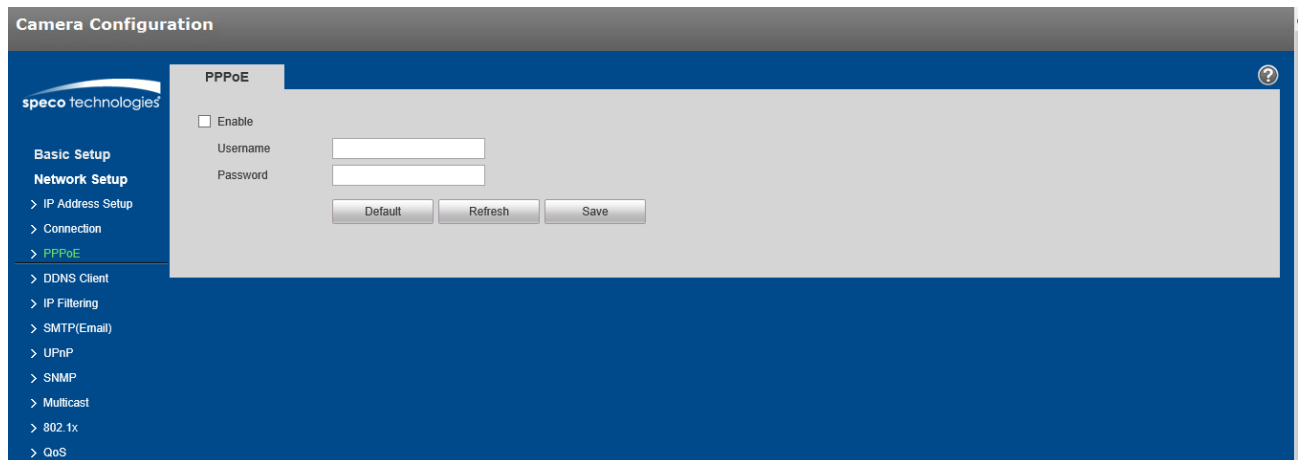 Camera Configuration
speco technologies
PPPoE
?
Enable
Username
Password
Default Refresh Save
Basic Setup
Network Setup
> IP Address Setup
> Connection
> PPPoE
> DDNS Client
> IP Filtering
> SMTP(Email)
> UPnP
> SNMP
> Multicast
> 802.1x
> QoS